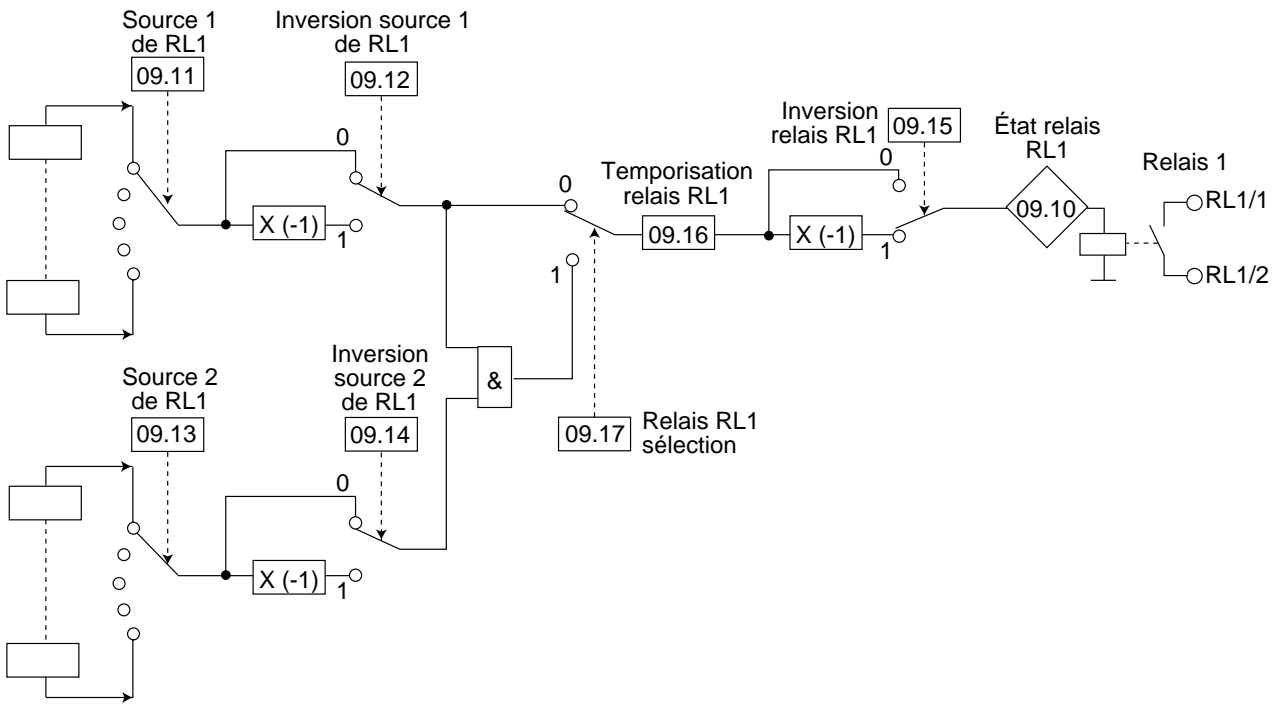 Source 1
de RL1
09.11
Inversion source 1
de RL1
09.12
0
X (-1)
1
0
1
Temporisation
relais RL1
09.16
Inversion
relais RL1
09.15
0
X (-1)
1
État relais
RL1
09.10
Relais 1
RL1/1
RL1/2
&
09.17
Relais RL1
sélection
Source 2
de RL1
09.13
Inversion
source 2
de RL1
09.14
0
X (-1)
1